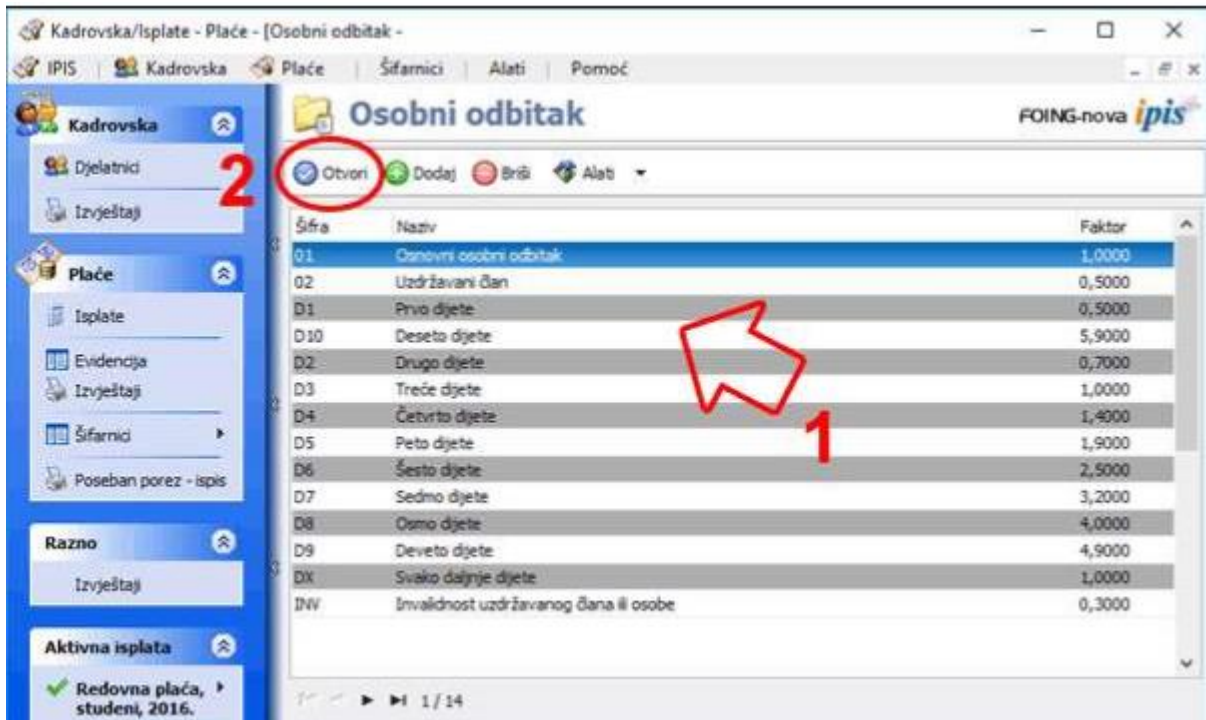 Kadrovska/Isplate - Plaće - [Osobni odbitak -
IPIS Kadrovska Plaće Šifarnici Alati Pomoć
Kadrovska
Djelatnici
Izvještaji
Plaće
Isplate
Evidencija
Izvještaji
Šifarnici
Poseban porez - ispis
Razno
Izvještaji
Aktivna isplata
Redovna plaća,
studeni, 2016.
Osobni odbitak
FOING-nova ipis
2
Otvori Dodaj Briši Alati
Šifra Naziv Faktor
01 Osnovni osobni odbitak 1,0000
02 Uzdržavani član 0,5000
D1 Prvo dijete 0,5000
D10 Deseto dijete 5,9000
D2 Drugo dijete 0,7000
D3 Treće dijete 1,0000
D4 Četvrto dijete 1,4000
D5 Peto dijete 1,9000
D6 Šesto dijete 2,5000
D7 Sedmo dijete 3,2000
D8 Osmo dijete 4,0000
D9 Deveto dijete 4,9000
DX Svako daljnje dijete 1,0000
INV Invalidnost uzdržavanog člana ili osobe 0,3000
1
1/14